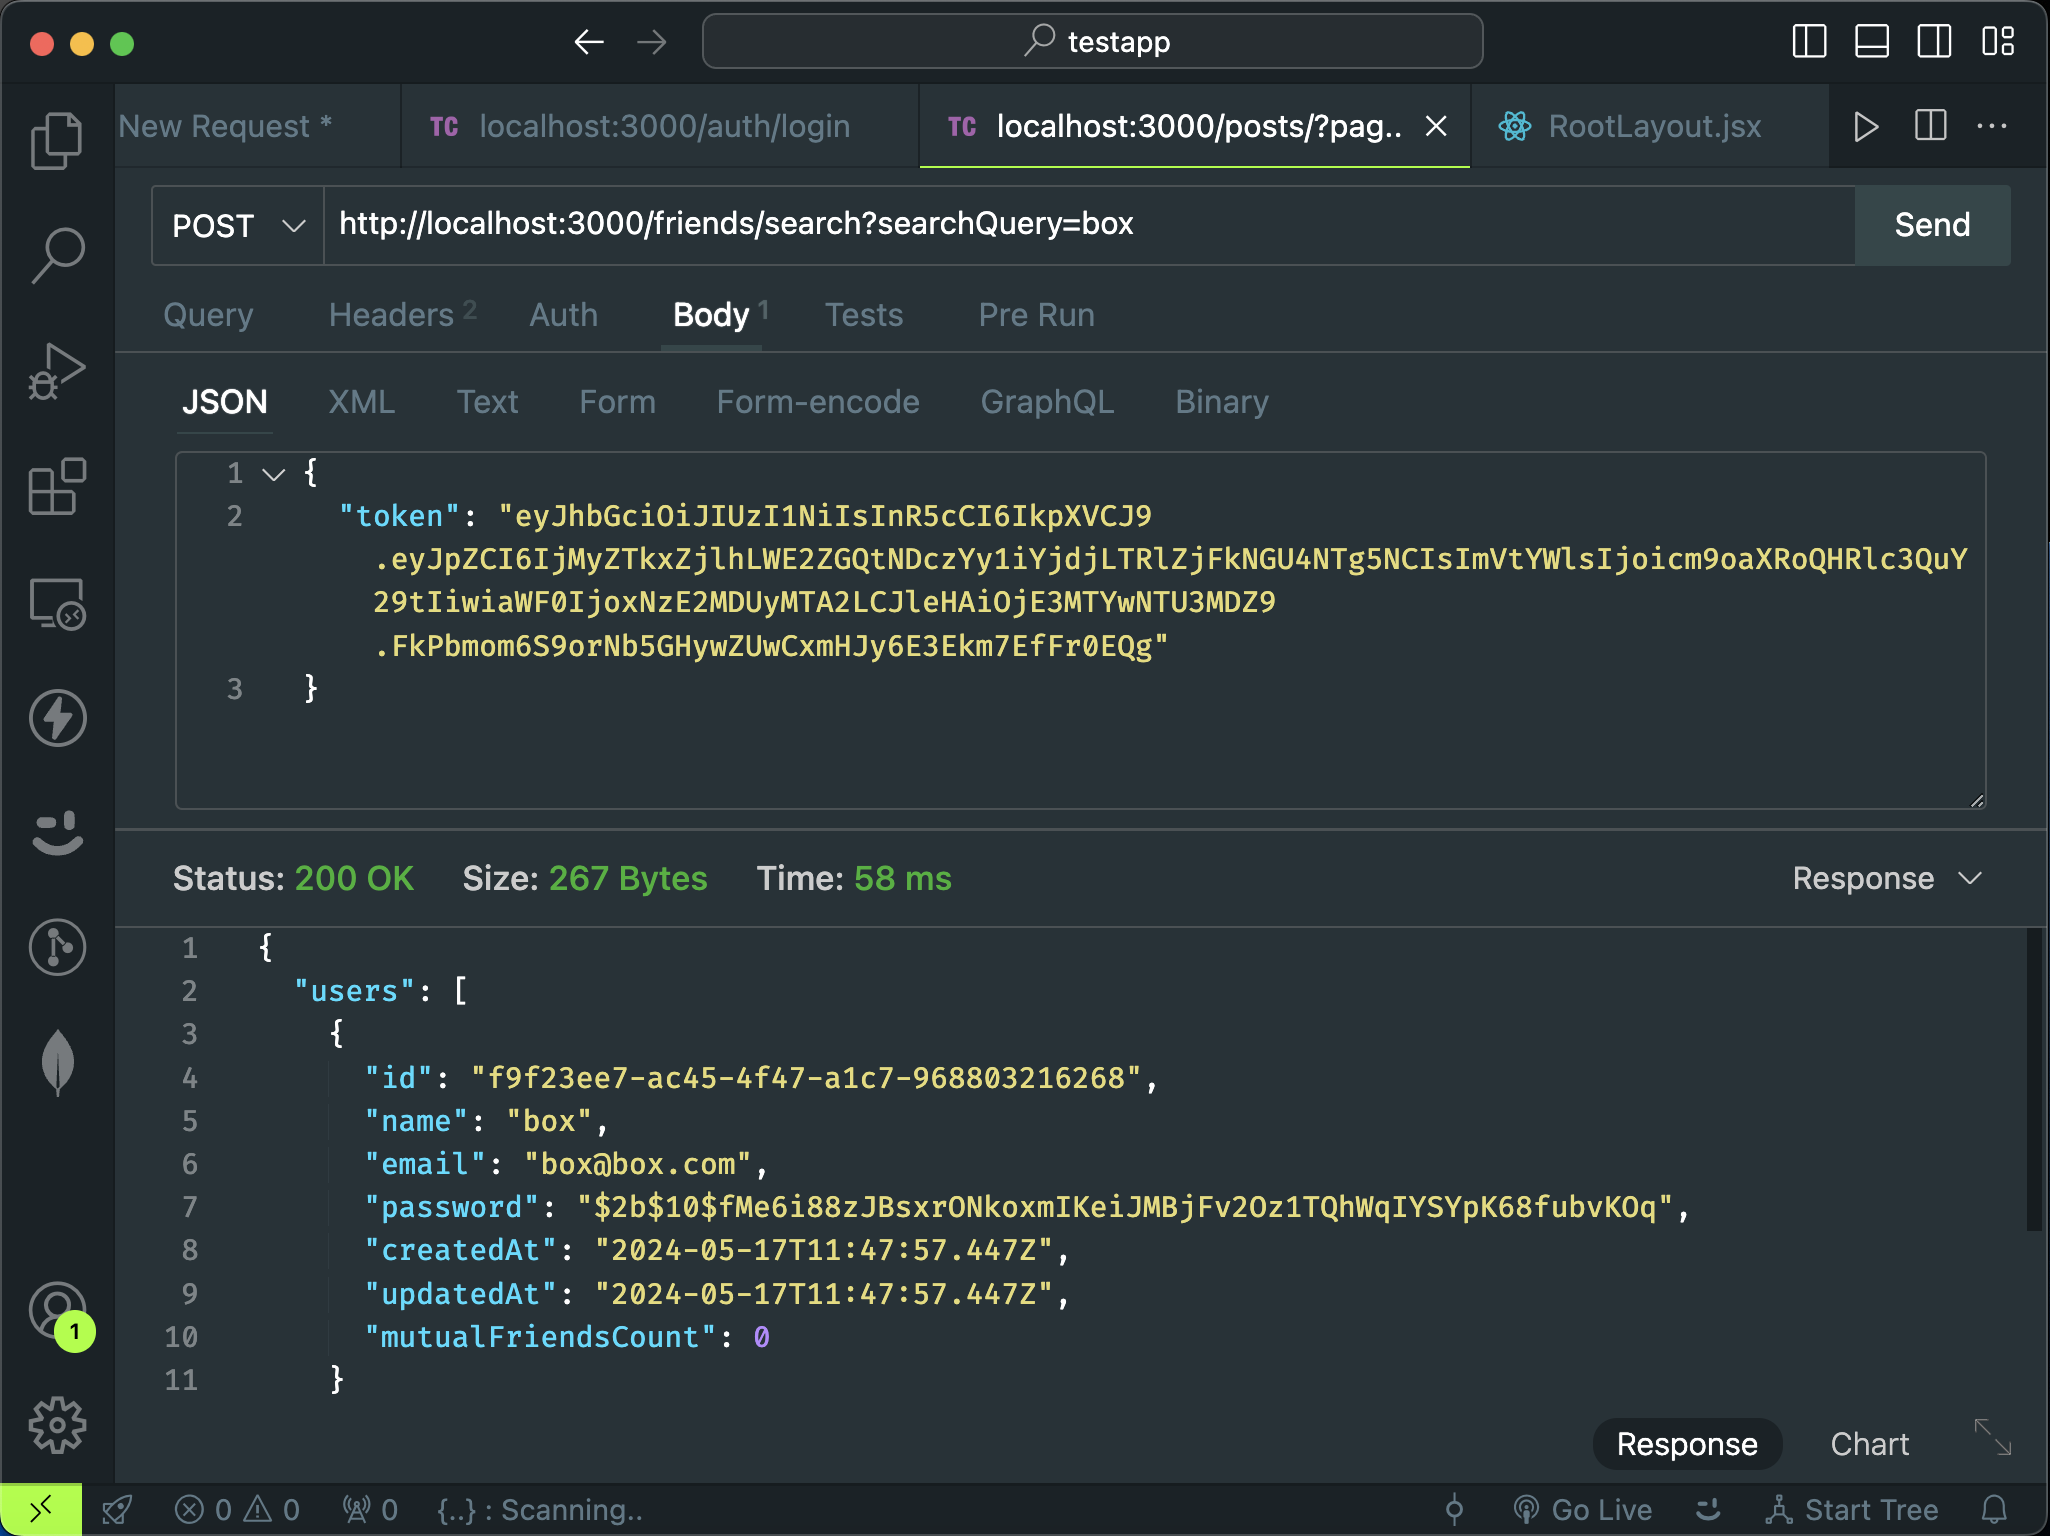 testapp
New Request *
TC localhost:3000/auth/login
TC localhost:3000/posts/?pag..
RootLayout.jsx
POST http://localhost:3000/friends/search?searchQuery=box Send
Query Headers 2 Auth Body 1 Tests Pre Run
JSON XML Text Form Form-encode GraphQL Binary
1 {
2 "token": "eyJhbGciOiJIUzI1NiIsInR5cCI6IkpXVCJ9
.eyJpZCI6IjMyZTkxZjlhLWE2ZGQtNDczYy1iYjdjLTRlZjFkNGU4NTg5NCIsImVtYWlsIjoicm9oaXRoQHRlc3QuY
29tIiwiaWF0IjoxNzE2MDUyMTA2LCJleHAiOjE3MTYwNTU3MDZ9
.FkPbmom6S9orNb5GHywZUwCxmHJy6E3Ekm7EfFr0EQg"
3 }
Status: 200 OK Size: 267 Bytes Time: 58 ms Response
1 {
2 "users": [
3 {
4 "id": "f9f23ee7-ac45-4f47-a1c7-968803216268",
5 "name": "box",
6 "email": "box@box.com",
7 "password": "$2b$10$fMe6i88zJBsxrONkoxmIKeiJMBjFv2Oz1TQhWqIYSYpK68fubvKOq",
8 "createdAt": "2024-05-17T11:47:57.447Z",
9 "updatedAt": "2024-05-17T11:47:57.447Z",
10 "mutualFriendsCount": 0
11 }
1
Response Chart
0 0 0 {..} : Scanning.. Go Live Start Tree